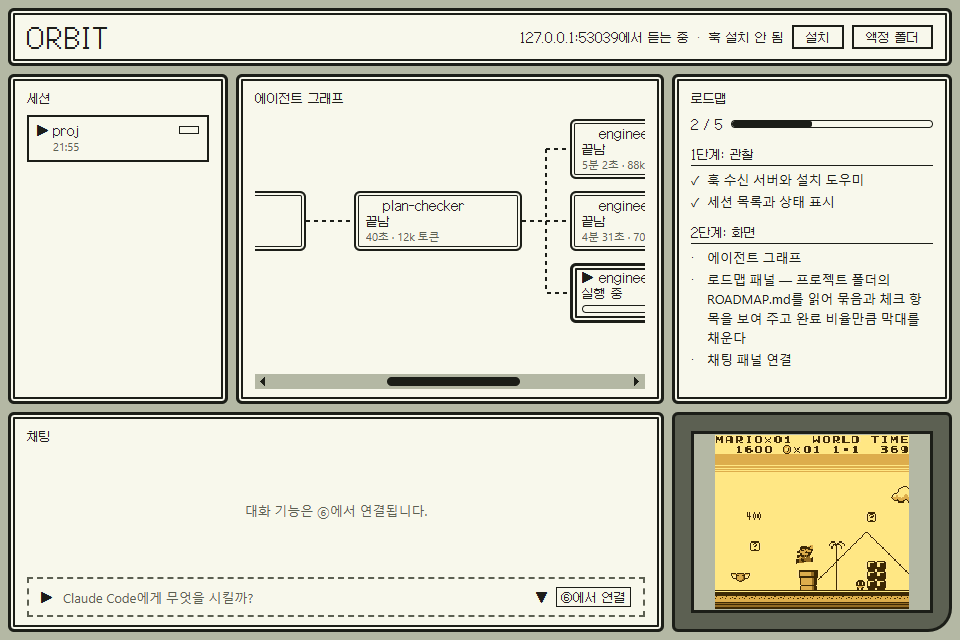 ORBIT
127.0.0.1:53039에서 듣는 중 · 훅 설치 안 됨
설치
액정 폴더
세션
▶ proj
21:55
에이전트 그래프
plan-checker
끝남
40초 · 12k 토큰
enginee
끝남
5분 2초 · 88k
enginee
끝남
4분 31초 · 70
▶ enginee
실행 중
로드맵
2 / 5
1단계: 관찰
✓ 훅 수신 서버와 설치 도우미
✓ 세션 목록과 상태 표시
2단계: 화면
· 에이전트 그래프
· 로드맵 패널 — 프로젝트 폴더의
ROADMAP.md를 읽어 묶음과 체크 항
목을 보여 주고 완료 비율만큼 막대를
채운다
· 채팅 패널 연결
채팅
대화 기능은 ⑥에서 연결됩니다.
▶ Claude Code에게 무엇을 시킬까?
▼ ⑥에서 연결
MARIO×01 WORLD TIME
1600 0×01 1-1 369